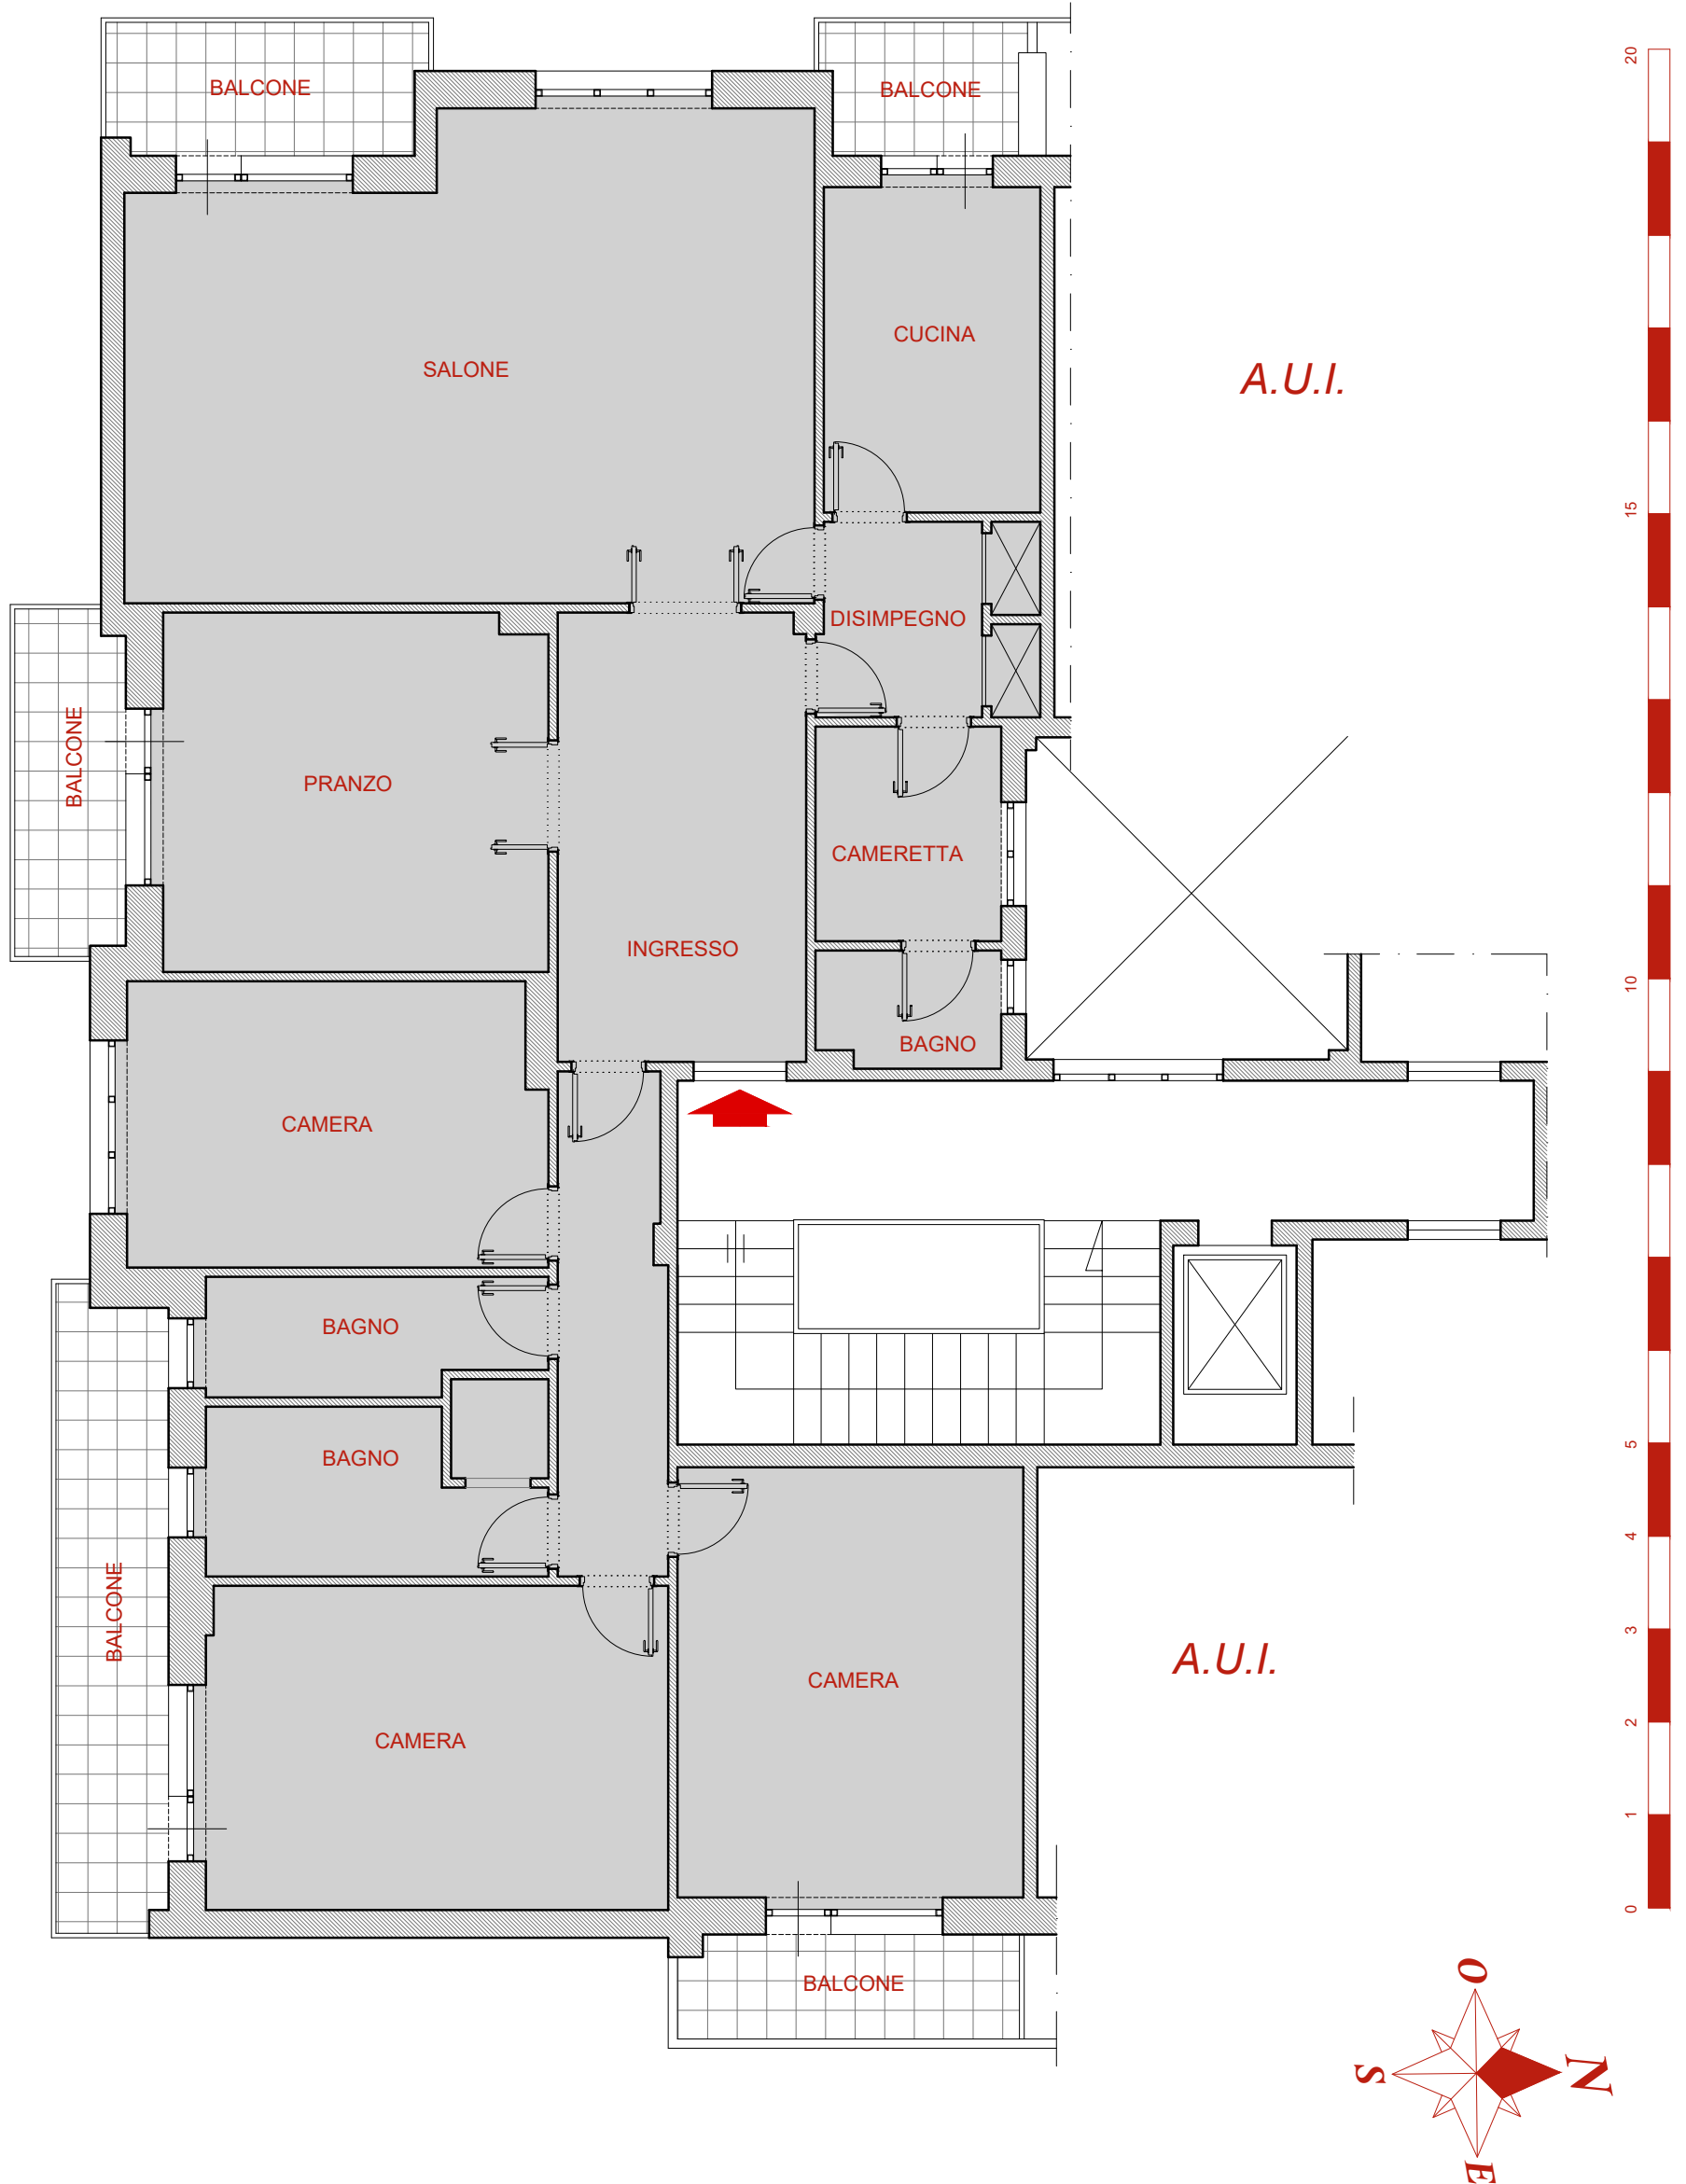 BALCONE
BALCONE
SALONE
CUCINA
A.U.I.
DISIMPEGNO
BALCONE
PRANZO
CAMERETTA
INGRESSO
BAGNO
CAMERA
BAGNO
BAGNO
BALCONE
CAMERA
CAMERA
A.U.I.
BALCONE
20
15
10
5
4
3
2
1
0
O
N
S
E